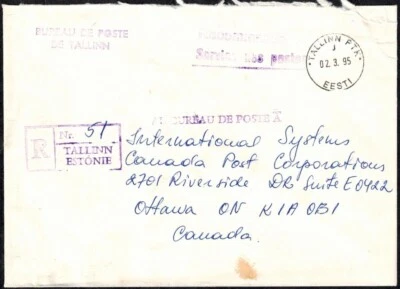 BUREAU DE POSTE
DE TALLINN
Service des postes
TALLINN PTK
J
02.3.95
EESTI
BUREAU DE POSTE À
R
Nr. 51
TALLINN
ESTONIE
International Systems
Canada Post Corporations
2701 Riverside DR Suite E0422
Ottawa ON K1A 0B1
Canada.